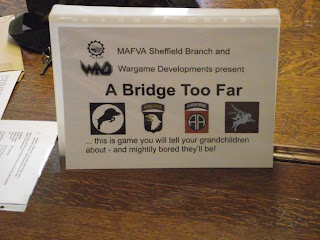 MAFVA Sheffield Branch and
Wargame Developments present
A Bridge Too Far
... this is game you will tell your grandchildren
about - and mightily bored they'll be!